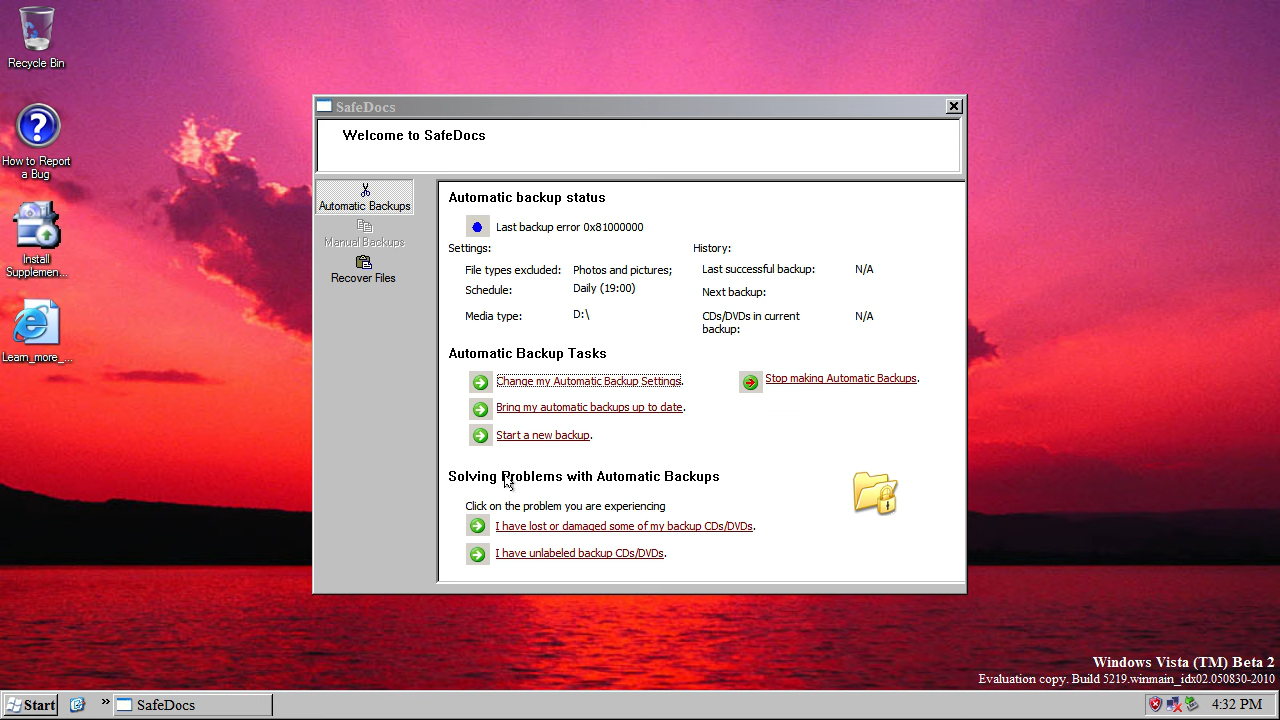 Recycle Bin
How to Report
a Bug
Install
Supplemen...
Learn_more_...
SafeDocs
Welcome to SafeDocs
Automatic Backups
Manual Backups
Recover Files
Automatic backup status
Last backup error 0x81000000
Settings:
File types excluded: Photos and pictures;
Schedule: Daily (19:00)
Media type: D:\
History:
Last successful backup: N/A
Next backup:
CDs/DVDs in current N/A
backup:
Automatic Backup Tasks
Change my Automatic Backup Settings.
Stop making Automatic Backups.
Bring my automatic backups up to date.
Start a new backup.
Solving Problems with Automatic Backups
Click on the problem you are experiencing
I have lost or damaged some of my backup CDs/DVDs.
I have unlabeled backup CDs/DVDs.
Windows Vista (TM) Beta 2
Evaluation copy. Build 5219.winmain_idx02.050830-2010
Start
SafeDocs
4:32 PM